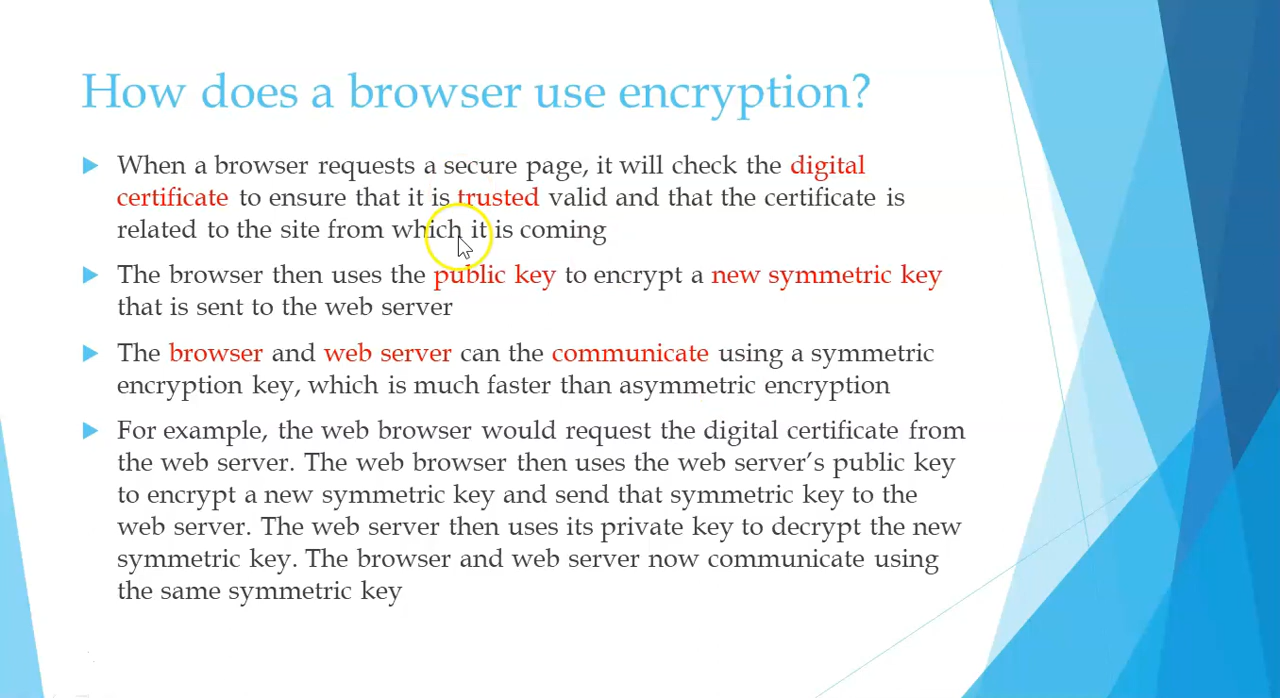 How does a browser use encryption?
When a browser requests a secure page, it will check the digital
certificate to ensure that it is trusted valid and that the certificate is
related to the site from which it is coming
The browser then uses the public key to encrypt a new symmetric key
that is sent to the web server
The browser and web server can the communicate using a symmetric
encryption key, which is much faster than asymmetric encryption
For example, the web browser would request the digital certificate from
the web server. The web browser then uses the web server’s public key
to encrypt a new symmetric key and send that symmetric key to the
web server. The web server then uses its private key to decrypt the new
symmetric key. The browser and web server now communicate using
the same symmetric key